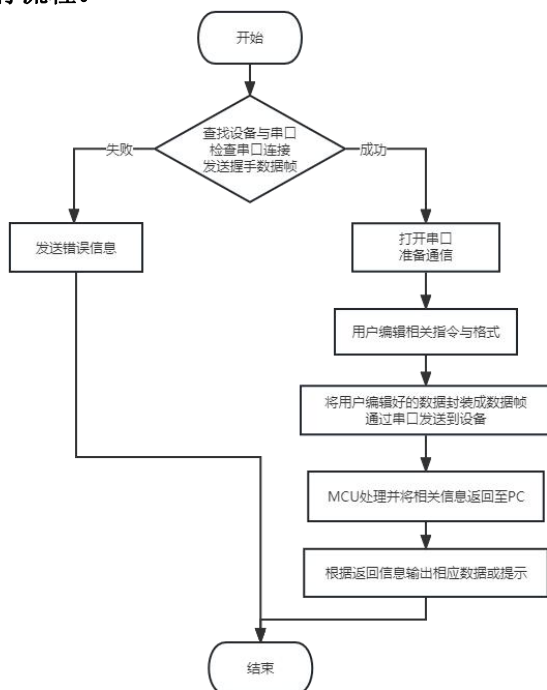 开始
查找设备与串口
检查串口连接
发送握手数据帧
失败
成功
发送错误信息
打开串口
准备通信
用户编辑相关指令与格式
将用户编辑好的数据封装成数据帧
通过串口发送到设备
MCU处理并将相关信息返回至PC
根据返回信息输出相应数据或提示
结束